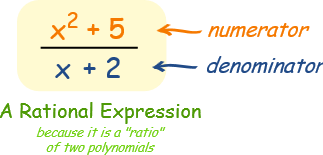 x² + 5 numerator
x + 2 denominator
A Rational Expression
because it is a "ratio"
of two polynomials